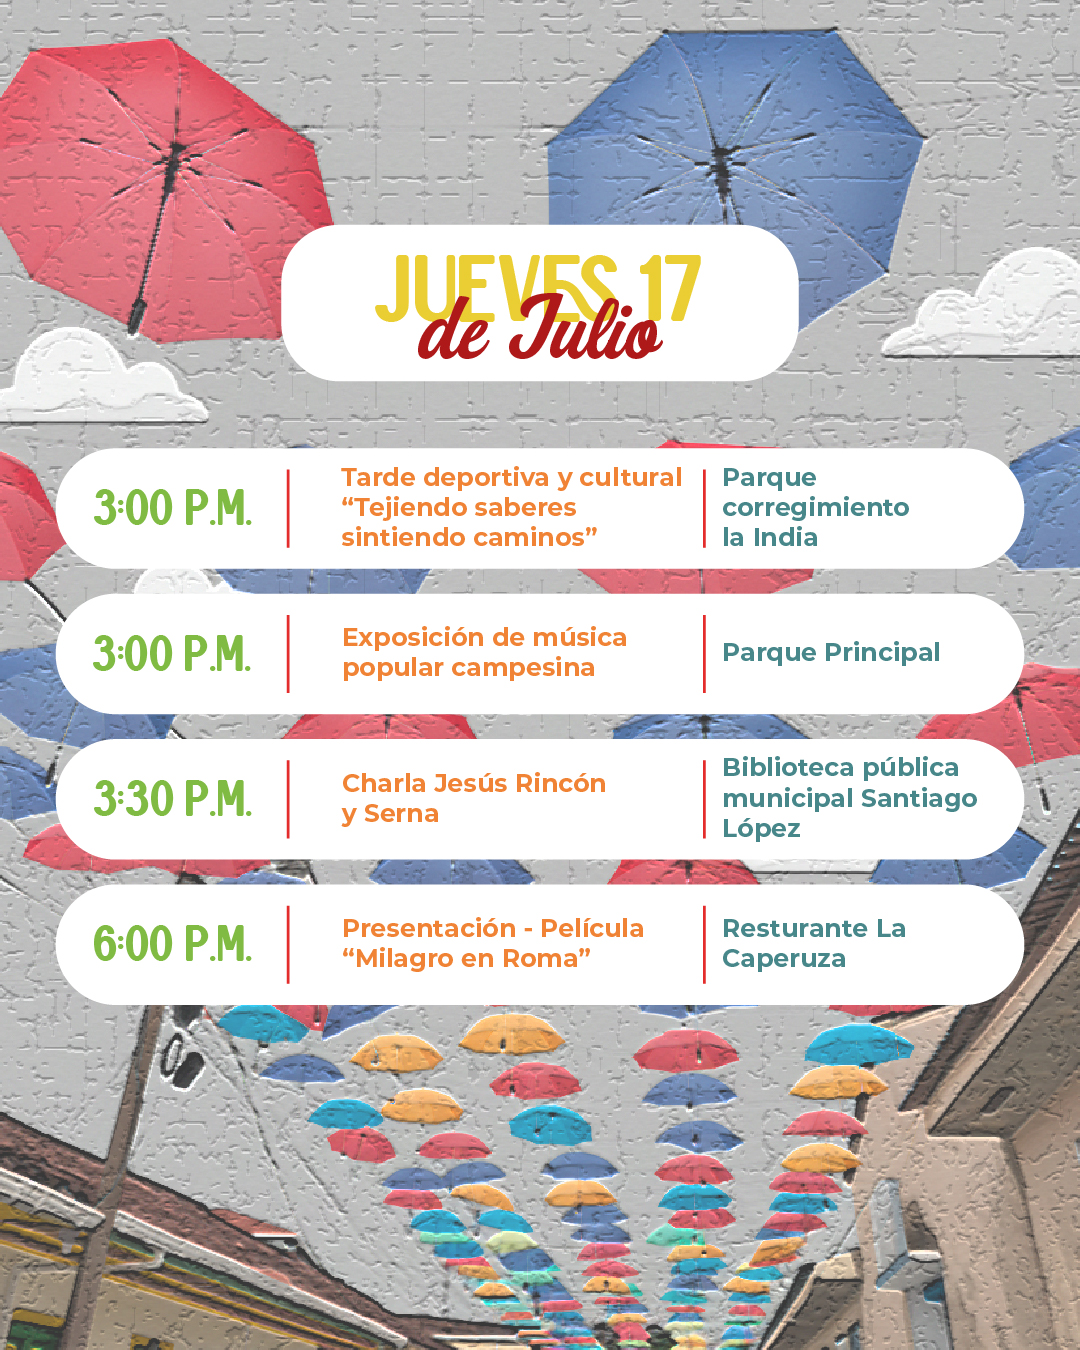 JUEVES 17
de Julio
3:00 P.M.
Tarde deportiva y cultural
“Tejiendo saberes
sintiendo caminos”
Parque
corregimiento
la India
3:00 P.M.
Exposición de música
popular campesina
Parque Principal
3:30 P.M.
Charla Jesús Rincón
y Serna
Biblioteca pública
municipal Santiago
López
6:00 P.M.
Presentación - Película
“Milagro en Roma”
Resturante La
Caperuza